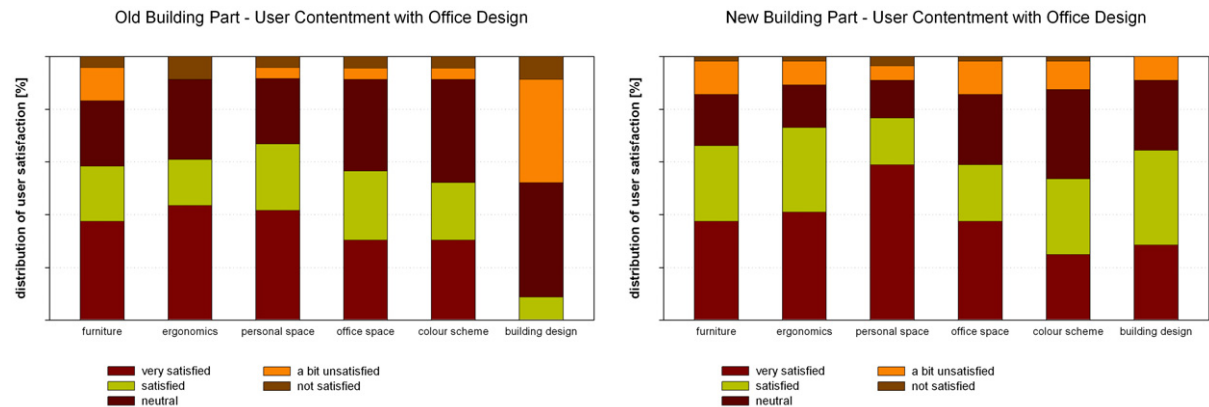 Old Building Part - User Contentment with Office Design
distribution of user satisfaction [%]
furniture ergonomics personal space office space colour scheme building design
very satisfied a bit unsatisfied
satisfied not satisfied
neutral
New Building Part - User Contentment with Office Design
distribution of user satisfaction [%]
furniture ergonomics personal space office space colour scheme building design
very satisfied a bit unsatisfied
satisfied not satisfied
neutral